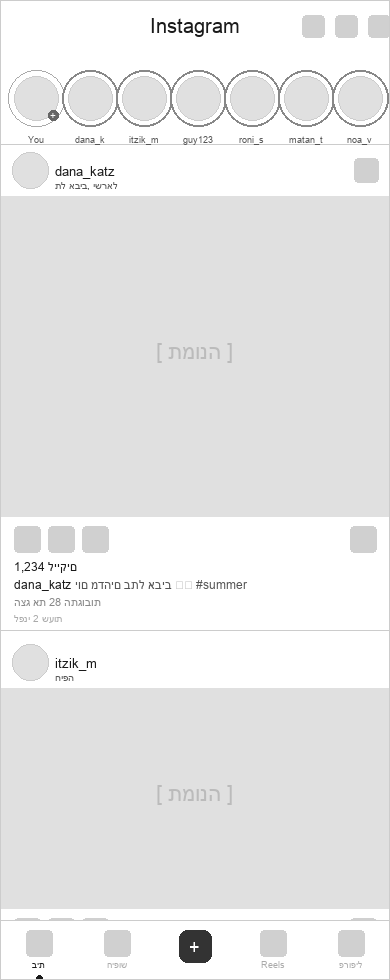 Instagram
You
dana_k
itzik_m
guy123
roni_s
matan_t
noa_v
dana_katz
תל אביב, ישראל
[ תמונה ]
1,234 לייקים
dana_katz יום מדהים בתל אביב #summer
הצג את 28 התגובות
לפני 2 שעות
itzik_m
חיפה
[ תמונה ]
+
בית
חיפוש
Reels
פרופיל